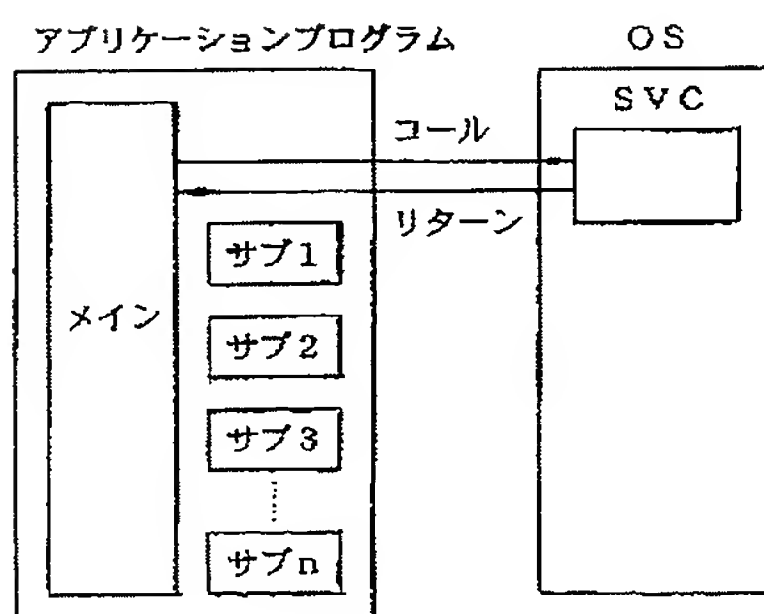 アプリケーションプログラム
OS
SVC
コール
リターン
メイン
サブ1
サブ2
サブ3
サブn